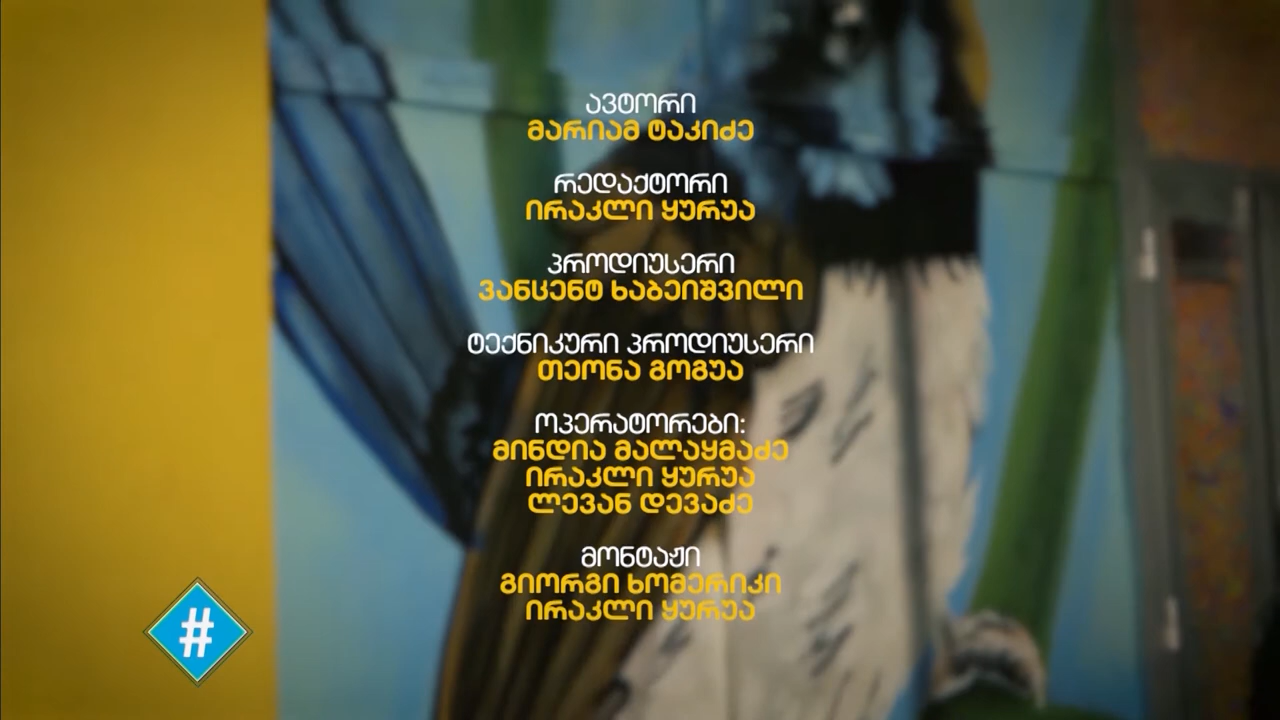 ავტორი
მარიამ ტაკიძე
რედაქტორი
ირაკლი ყურუა
პროდიუსერი
ვანცენტ ხაბეიშვილი
ტექნიკური პროდიუსერი
თეონა გოგუა
ოპერატორები:
მინდია მალაყმაძე
ირაკლი ყურუა
ლევან დევაძე
მონტაჟი
გიორგი ხომერიკი
ირაკლი ყურუა
#